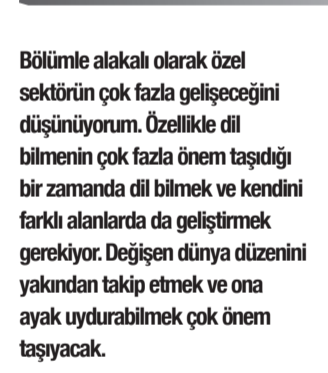 Bölümle alakalı olarak özel
sektörün çok fazla gelişeceğini
düşünüyorum. Özellikle dil
bilmenin çok fazla önem taşıdığı
bir zamanda dil bilmek ve kendini
farklı alanlarda da geliştirmek
gerekiyor. Değişen dünya düzenini
yakından takip etmek ve ona
ayak uydurabilmek çok önem
taşıyacak.